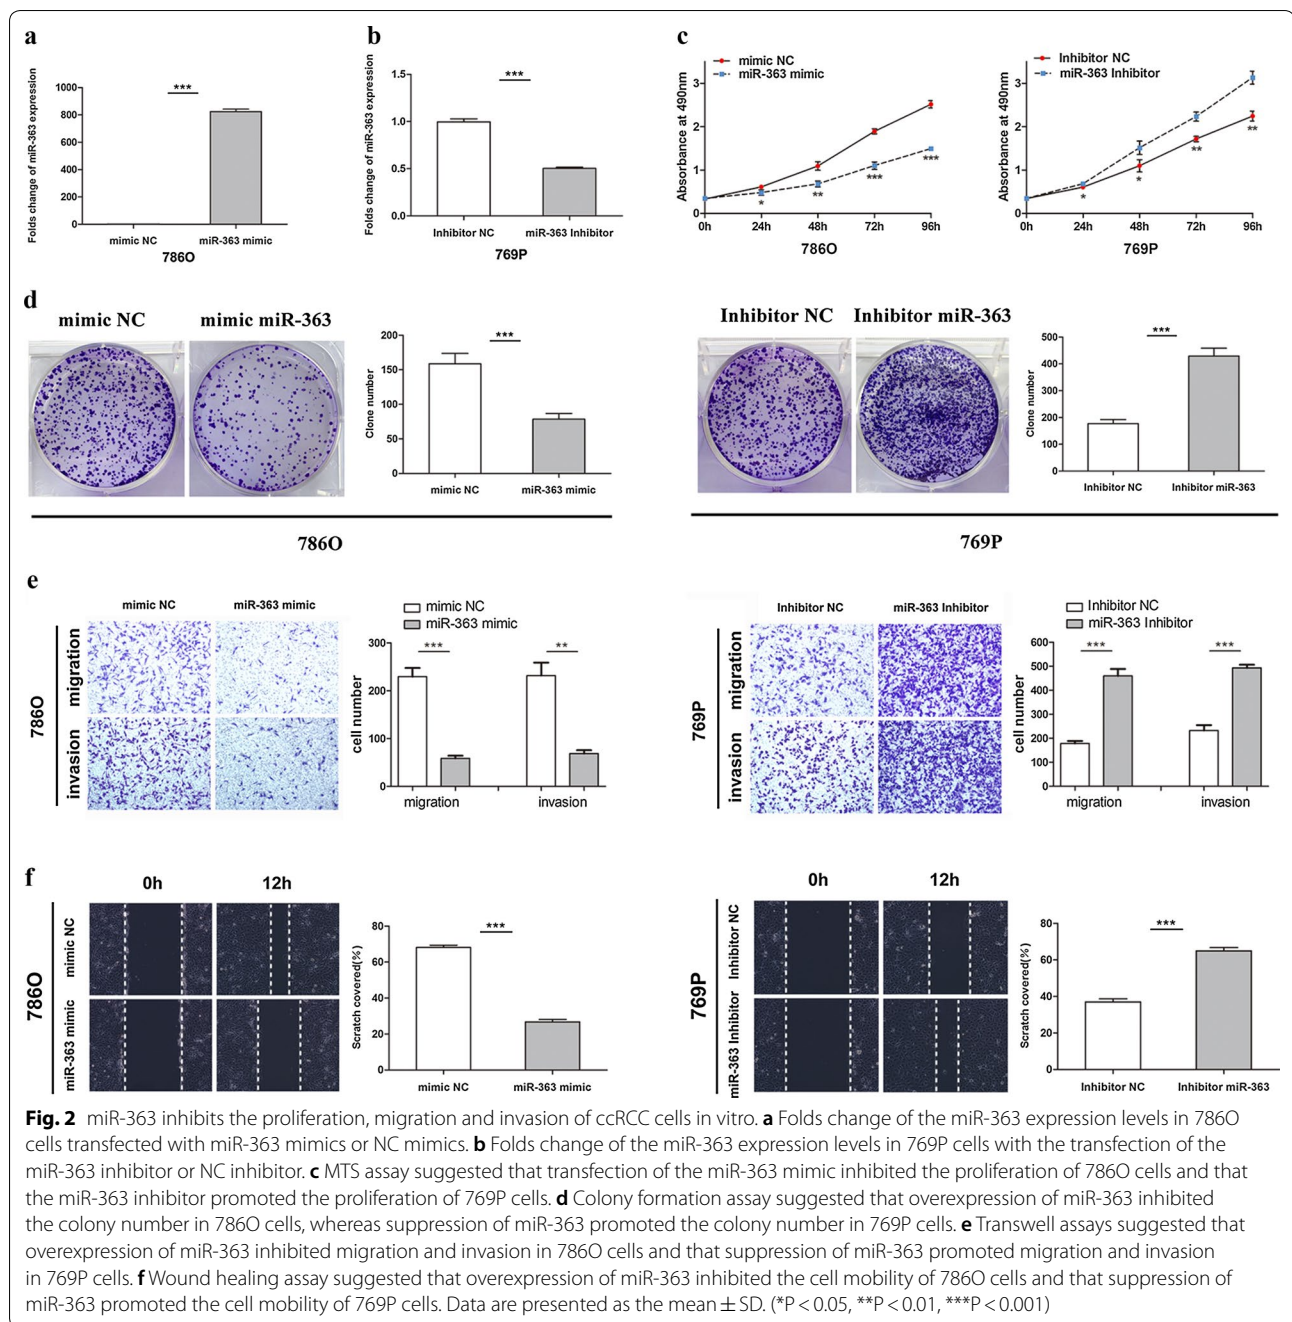 a
Folds change of miR-363 expression
1000
800
600
400
200
0
***
mimic NC
miR-363 mimic
786O
b
Folds change of miR-363 expression
1.5
1.0
0.5
0.0
***
Inhibitor NC
miR-363 Inhibitor
769P
c
mimic NC
miR-363 mimic
Absorbance at 490nm
3
2
1
0
*
**
***
***
0h
24h
48h
72h
96h
786O
Inhibitor NC
miR-363 Inhibitor
Absorbance at 490nm
3
2
1
0
*
*
**
**
0h
24h
48h
72h
96h
769P
d
mimic NC
mimic miR-363
Clone number
200
150
100
50
0
***
mimic NC
miR-363 mimic
786O
Inhibitor NC
Inhibitor miR-363
Clone number
500
400
300
200
100
0
***
Inhibitor NC
Inhibitor miR-363
769P
e
786O
mimic NC
miR-363 mimic
migration
invasion
mimic NC
miR-363 mimic
cell number
300
200
100
0
***
**
migration
invasion
769P
Inhibitor NC
miR-363 Inhibitor
migration
invasion
Inhibitor NC
miR-363 Inhibitor
cell number
600
500
400
300
200
100
0
***
***
migration
invasion
f
786O
0h
12h
mimic NC
miR-363 mimic
Scratch covered(%)
80
60
40
20
0
***
mimic NC
miR-363 mimic
769P
0h
12h
Inhibitor NC
miR-363 Inhibitor
Scratch covered(%)
80
60
40
20
0
***
Inhibitor NC
Inhibitor miR-363
Fig. 2 miR-363 inhibits the proliferation, migration and invasion of ccRCC cells in vitro. a Folds change of the miR-363 expression levels in 786O
cells transfected with miR-363 mimics or NC mimics. b Folds change of the miR-363 expression levels in 769P cells with the transfection of the
miR-363 inhibitor or NC inhibitor. c MTS assay suggested that transfection of the miR-363 mimic inhibited the proliferation of 786O cells and that
the miR-363 inhibitor promoted the proliferation of 769P cells. d Colony formation assay suggested that overexpression of miR-363 inhibited
the colony number in 786O cells, whereas suppression of miR-363 promoted the colony number in 769P cells. e Transwell assays suggested that
overexpression of miR-363 inhibited migration and invasion in 786O cells and that suppression of miR-363 promoted migration and invasion
in 769P cells. f Wound healing assay suggested that overexpression of miR-363 inhibited the cell mobility of 786O cells and that suppression of
miR-363 promoted the cell mobility of 769P cells. Data are presented as the mean ± SD. (*P < 0.05, **P < 0.01, ***P < 0.001)